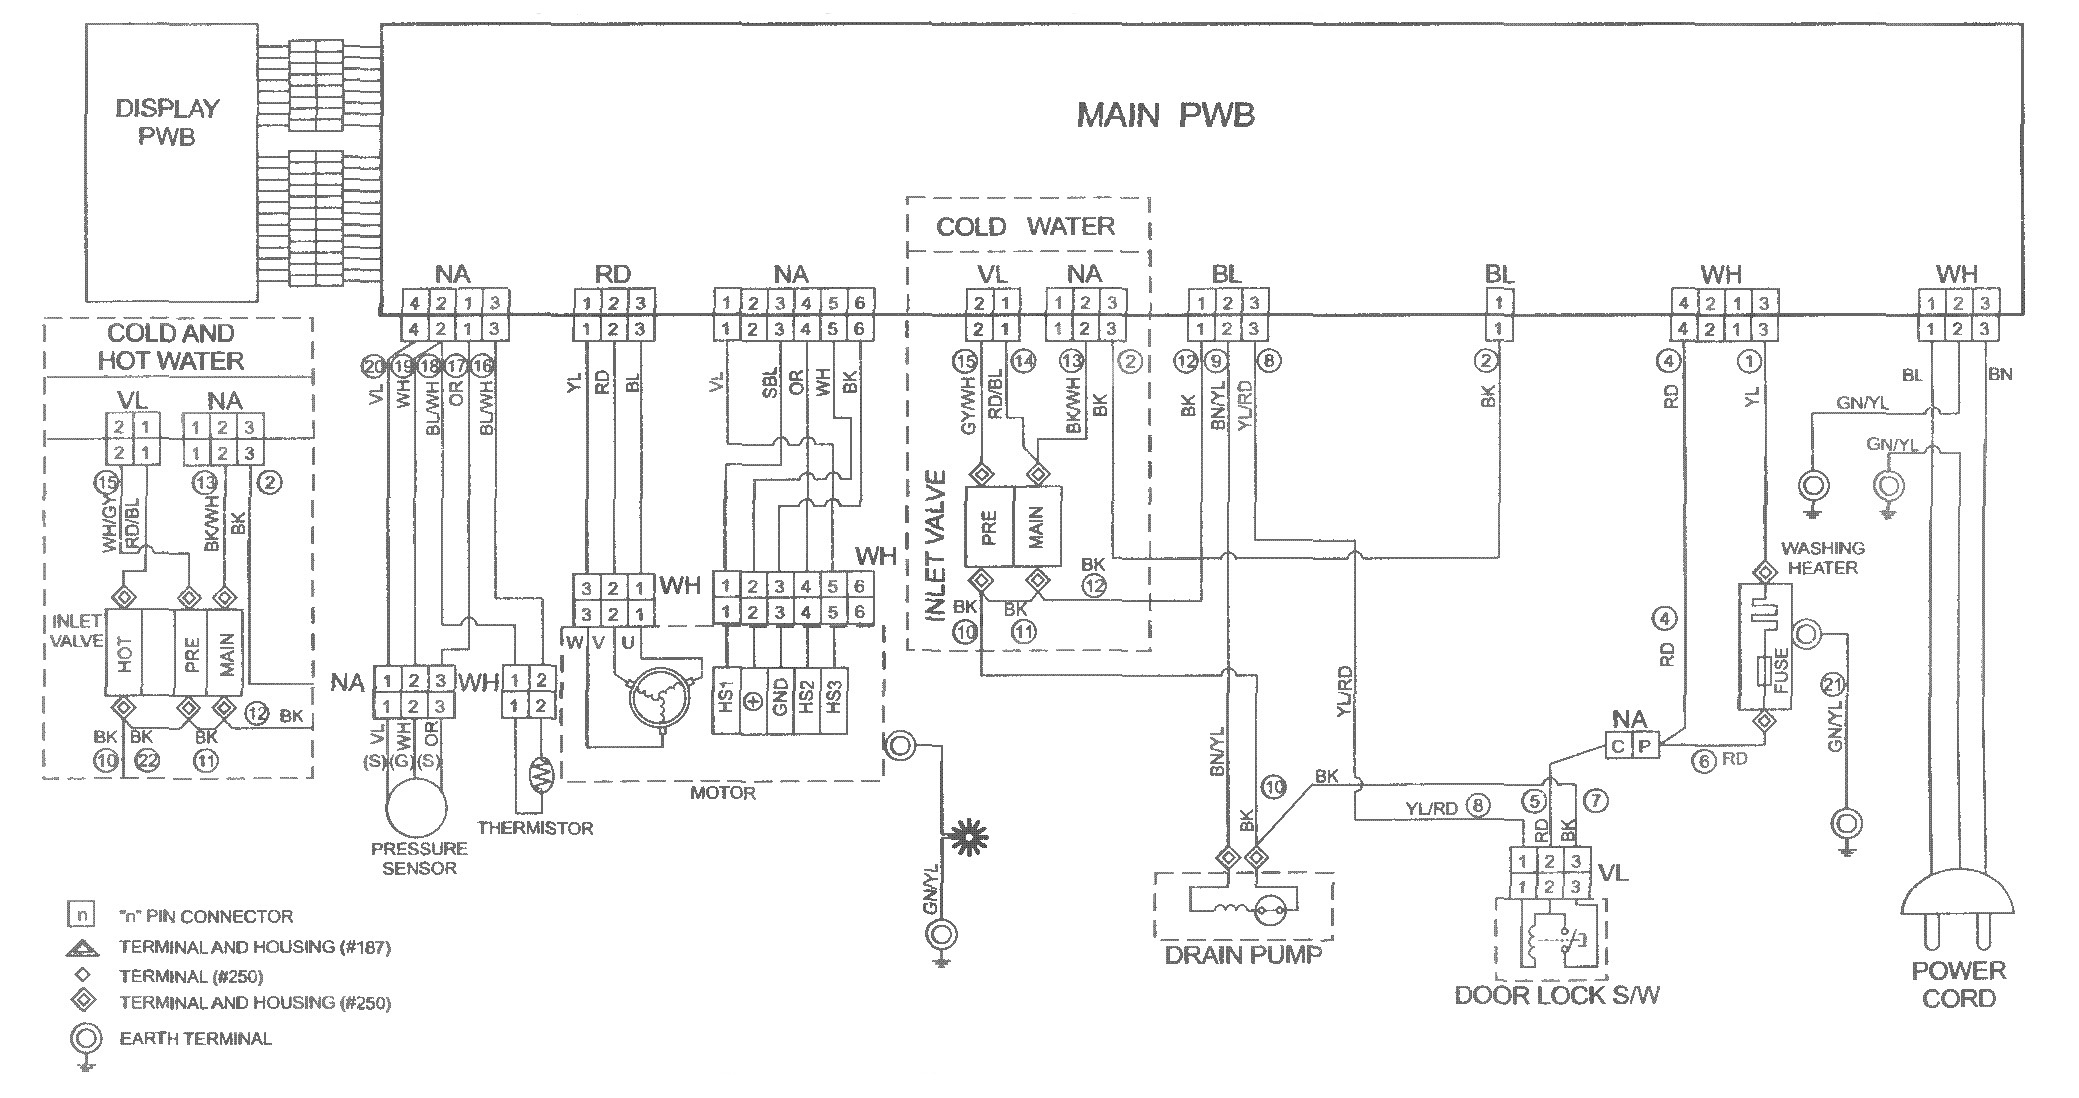 DISPLAY
PWB
MAIN PWB
COLD WATER
NA
RD
NA
VL
NA
BL
BL
WH
WH
4 2 1 3
4 2 1 3
1 2 3
1 2 3
1 2 3 4 5 6
1 2 3 4 5 6
2 1
2 1
1 2 3
1 2 3
1 2 3
1 2 3
1
1
4 2 1 3
4 2 1 3
1 2 3
1 2 3
COLD AND
HOT WATER
VL
NA
2 1
2 1
1 2 3
1 2 3
15
13
2
WH/GY
RD/BL
BK/WH
BK
INLET
VALVE
HOT
PRE
MAIN
12
BK
BK
BK
BK
10
22
11
20
19
18
17
16
VL
WH
BL/WH
OR
BL/WH
YL
RD
BL
VL
SBL
OR
WH
BK
15
14
13
2
GY/WH
RD/BL
BK/WH
BK
INLET VALVE
PRE
MAIN
BK
12
BK
10
BK
11
12
9
8
BK
BN/YL
YL/RD
2
BK
4
1
RD
YL
BL
BN
GN/YL
GN/YL
WASHING
HEATER
FUSE
4
RD
21
GN/YL
NA
C P
6
RD
WH
3 2 1
3 2 1
WH
1 2 3 4 5 6
1 2 3 4 5 6
W
V
U
HS1
GND
HS2
HS3
MOTOR
NA
1 2 3
1 2 3
WH
1 2
1 2
VL
WH
OR
(S)
(G)
(S)
PRESSURE
SENSOR
THERMISTOR
GN/YL
BN/YL
YL/RD
10
BK
BK
YL/RD
8
5
7
RD
BK
1 2 3
1 2 3
VL
DRAIN PUMP
DOOR LOCK S/W
POWER
CORD
n
"n" PIN CONNECTOR
TERMINAL AND HOUSING (#187)
TERMINAL (#250)
TERMINAL AND HOUSING (#250)
EARTH TERMINAL